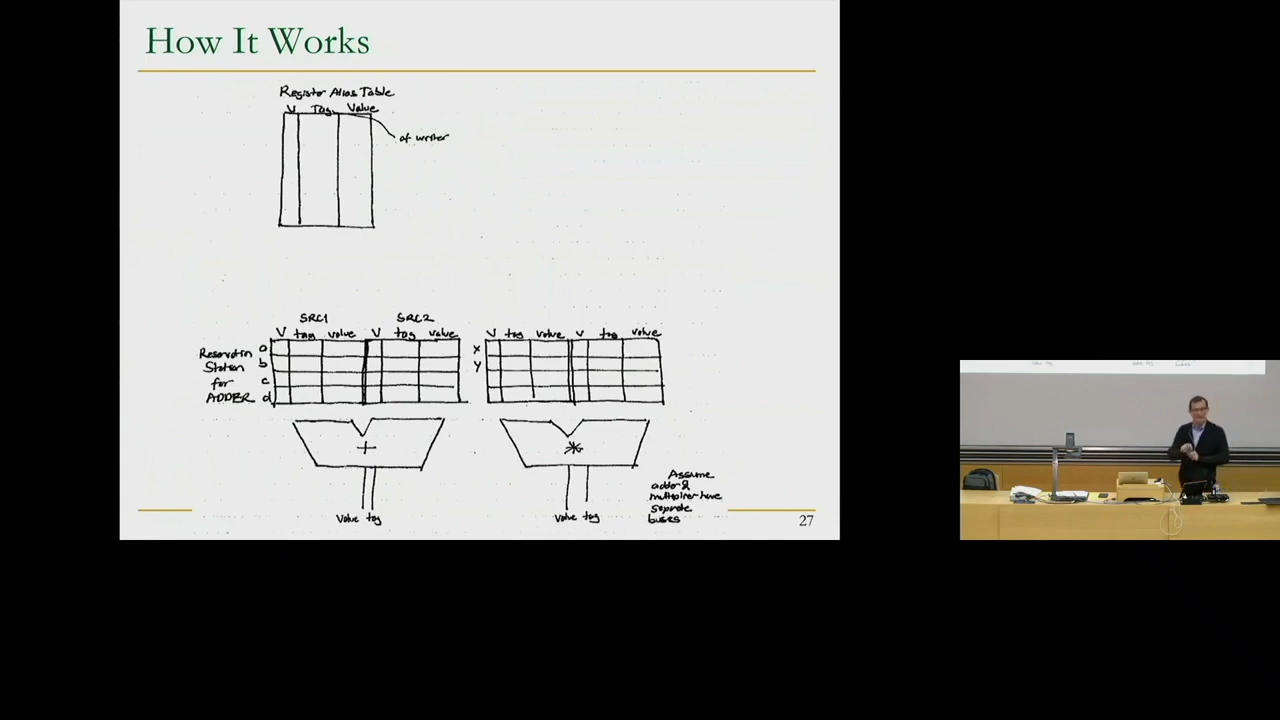 How It Works
Register Alias Table
V Tag Value
of writer
SRC1 SRC2
V tag value V tag value V tag value V tag value
Reservation a
Station b
for c
ADDER d
x
y
+ *
Assume
adder &
multiplier have
separate
buses
Value tag Value tag
27